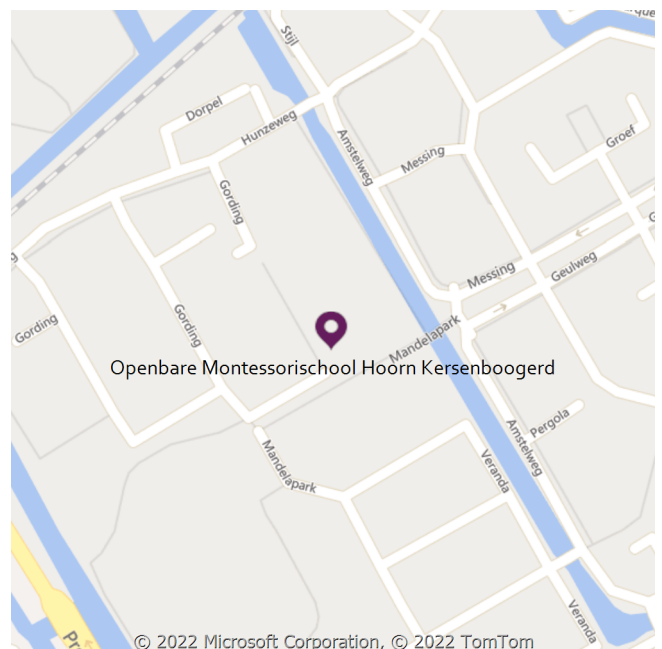 Stijl
Dorpel
Hunzeweg
Amstelweg
Messing
Groef
Gording
Messing
Geulweg
Gording
Gording
Mandelapark
Openbare Montessorischool Hoorn Kersenboogerd
Pergola
Amstelweg
Mandelapark
Veranda
Veranda
© 2022 Microsoft Corporation, © 2022 TomTom